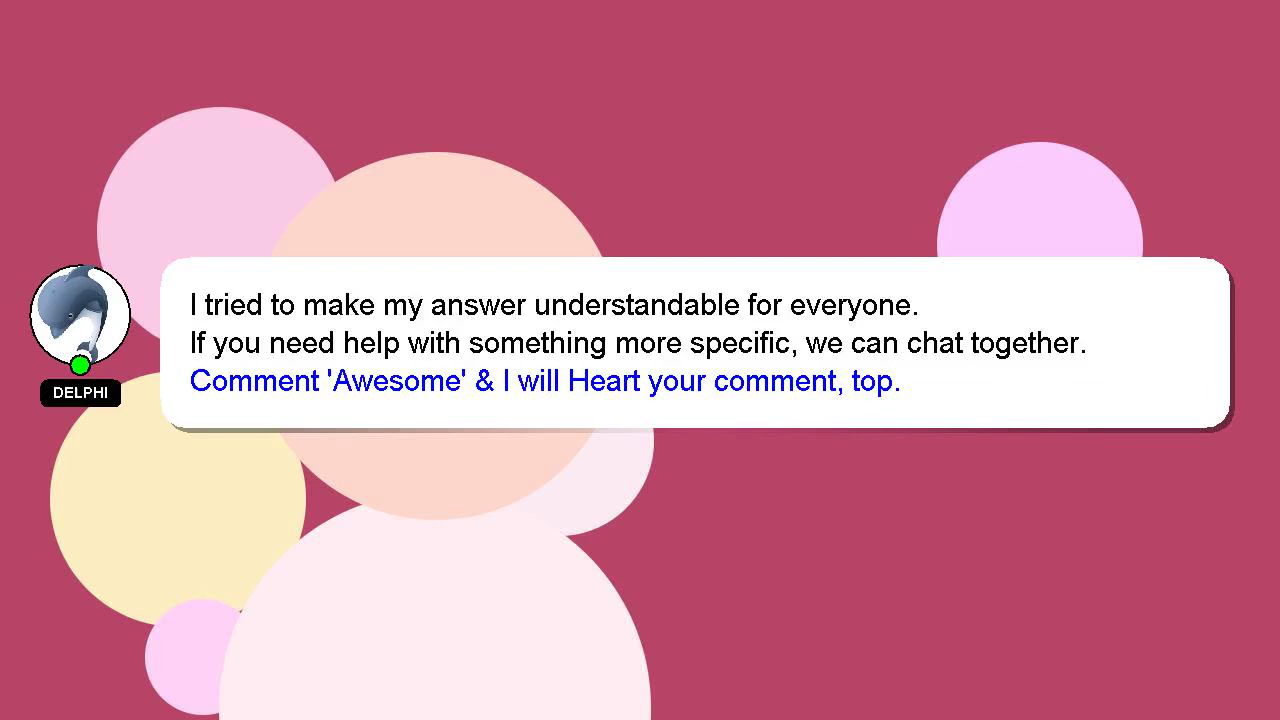 I tried to make my answer understandable for everyone.
If you need help with something more specific, we can chat together.
Comment 'Awesome' & I will Heart your comment, top.
DELPHI